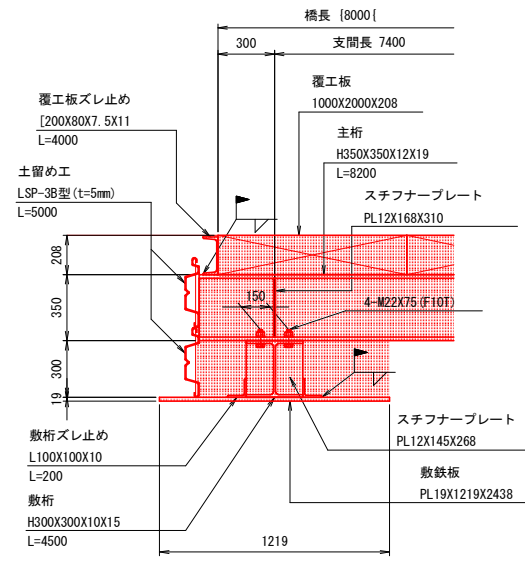 橋長 {8000{
300
支間長 7400
覆工板ズレ止め
[200X80X7.5X11
L=4000
覆工板
1000X2000X208
土留め工
LSP-3B型(t=5mm)
L=5000
主桁
H350X350X12X19
L=8200
スチフナープレート
PL12X168X310
208
350
150
4-M22X75(F10T)
300
19
敷桁ズレ止め
L100X100X10
L=200
スチフナープレート
PL12X145X268
敷鉄板
PL19X1219X2438
敷桁
H300X300X10X15
L=4500
1219